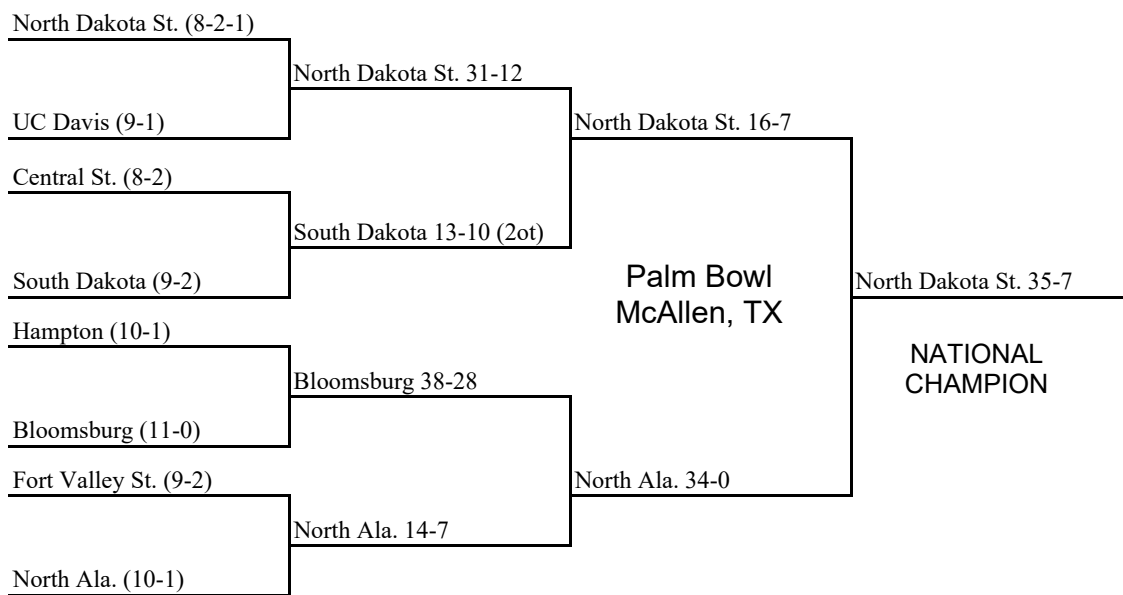 North Dakota St. (8-2-1)
North Dakota St. 31-12
UC Davis (9-1)
North Dakota St. 16-7
Central St. (8-2)
South Dakota 13-10 (2ot)
South Dakota (9-2)
Palm Bowl
McAllen, TX
North Dakota St. 35-7
Hampton (10-1)
NATIONAL
CHAMPION
Bloomsburg 38-28
Bloomsburg (11-0)
Fort Valley St. (9-2)
North Ala. 34-0
North Ala. 14-7
North Ala. (10-1)